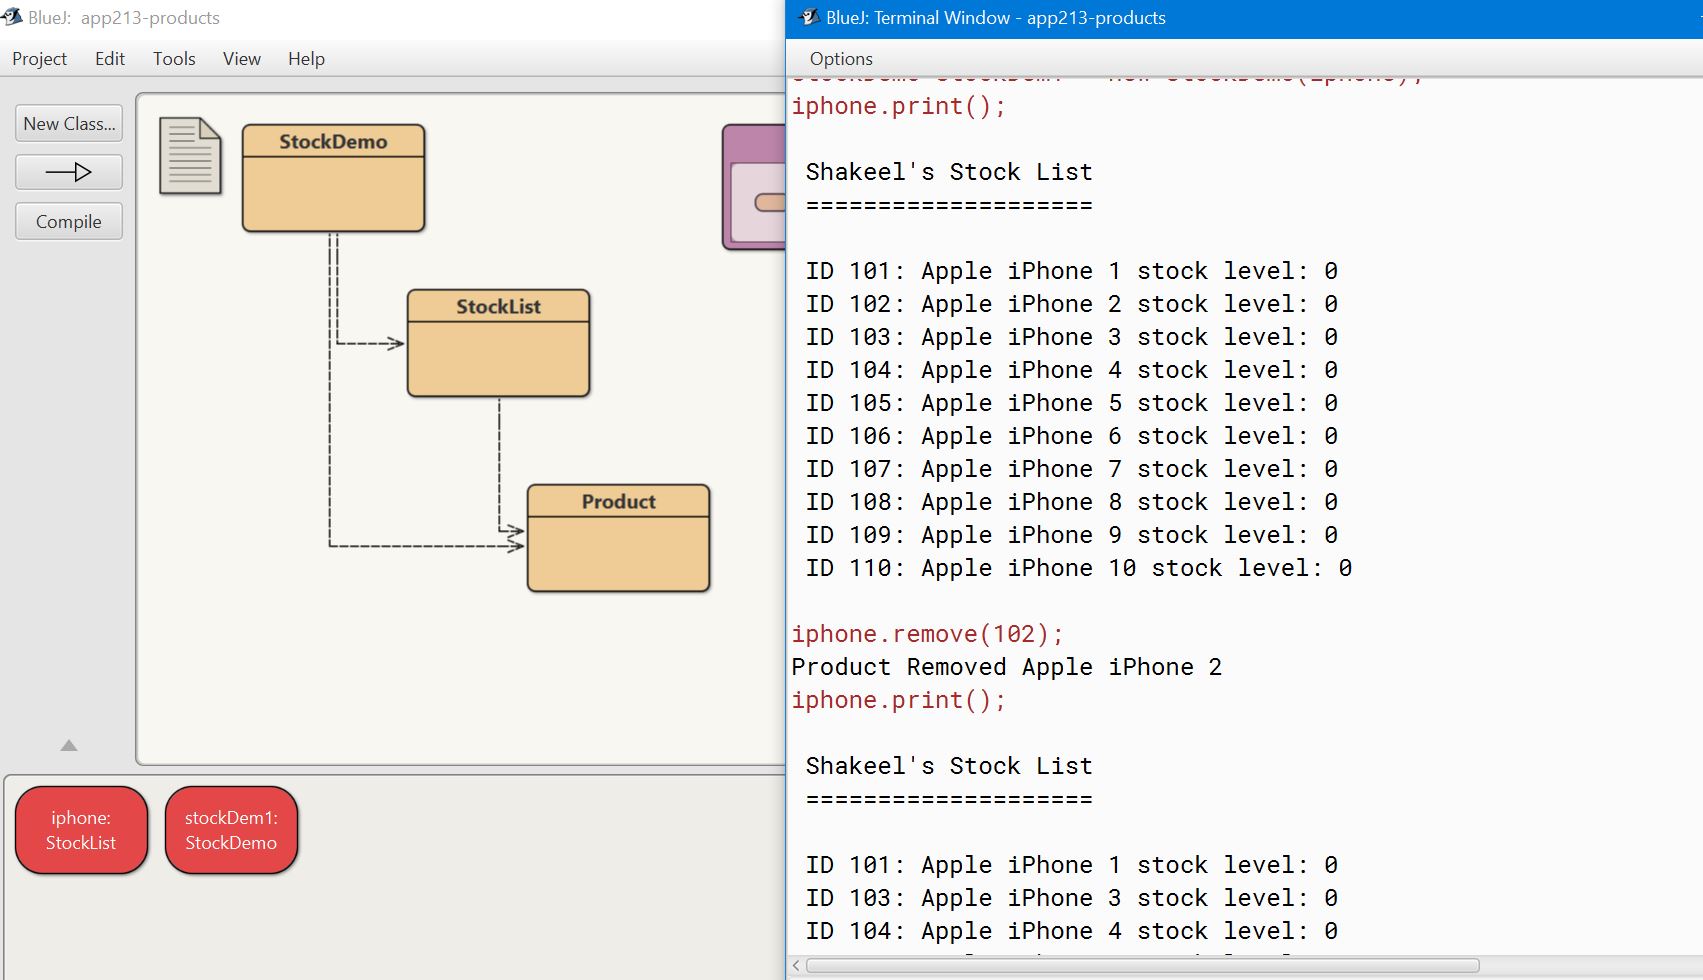 BlueJ: app213-products
Project Edit Tools View Help
New Class...
Compile
StockDemo
StockList
Product
iphone:
StockList
stockDem1:
StockDemo
BlueJ: Terminal Window - app213-products
Options
iphone.print();
Shakeel's Stock List
====================
ID 101: Apple iPhone 1 stock level: 0
ID 102: Apple iPhone 2 stock level: 0
ID 103: Apple iPhone 3 stock level: 0
ID 104: Apple iPhone 4 stock level: 0
ID 105: Apple iPhone 5 stock level: 0
ID 106: Apple iPhone 6 stock level: 0
ID 107: Apple iPhone 7 stock level: 0
ID 108: Apple iPhone 8 stock level: 0
ID 109: Apple iPhone 9 stock level: 0
ID 110: Apple iPhone 10 stock level: 0
iphone.remove(102);
Product Removed Apple iPhone 2
iphone.print();
Shakeel's Stock List
====================
ID 101: Apple iPhone 1 stock level: 0
ID 103: Apple iPhone 3 stock level: 0
ID 104: Apple iPhone 4 stock level: 0